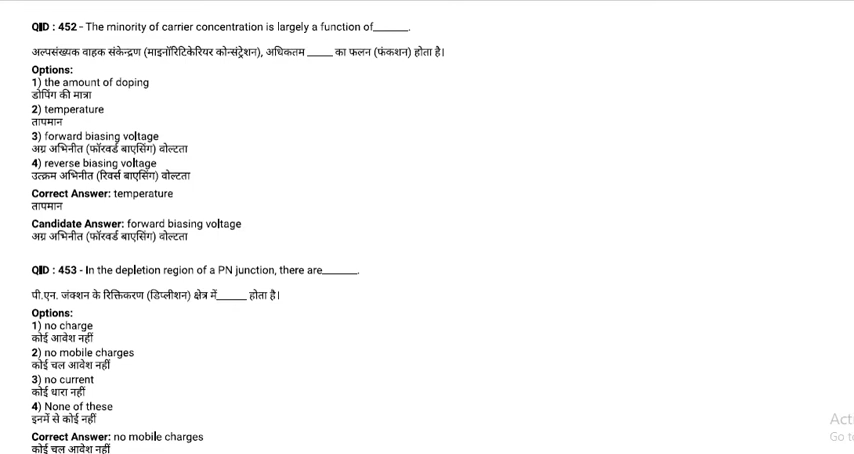 QID : 452 - The minority of carrier concentration is largely a function of______.
अल्पसंख्यक वाहक संकेन्द्रण (माइनॉरिटिकेरियर कोन्संट्रेशन), अधिकतम _____ का फलन (फंकशन) होता है।
Options:
1) the amount of doping
डोपिंग की मात्रा
2) temperature
तापमान
3) forward biasing voltage
अग्र अभिनीत (फॉरवर्ड बाएसिंग) वोल्टता
4) reverse biasing voltage
उत्क्रम अभिनीत (रिवर्स बाएसिंग) वोल्टता
Correct Answer: temperature
तापमान
Candidate Answer: forward biasing voltage
अग्र अभिनीत (फॉरवर्ड बाएसिंग) वोल्टता
QID : 453 - In the depletion region of a PN junction, there are______.
पी.एन. जंक्शन के रिक्तिकरण (डिप्लीशन) क्षेत्र में_____ होता है।
Options:
1) no charge
कोई आवेश नहीं
2) no mobile charges
कोई चल आवेश नहीं
3) no current
कोई धारा नहीं
4) None of these
इनमें से कोई नहीं
Correct Answer: no mobile charges
कोई चल आवेश नहीं
Acti
Go to